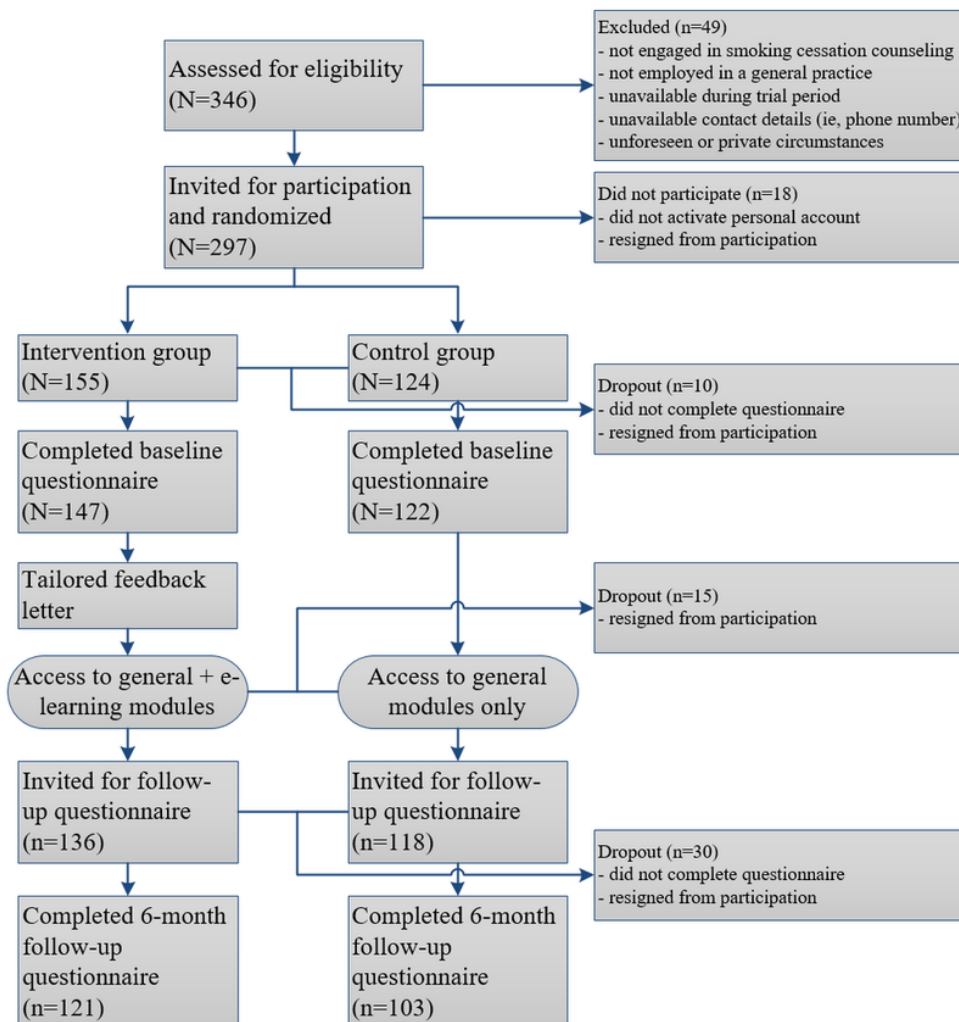 Assessed for eligibility
(N=346)
Excluded (n=49)
- not engaged in smoking cessation counseling
- not employed in a general practice
- unavailable during trial period
- unavailable contact details (ie, phone number)
- unforeseen or private circumstances
Invited for participation
and randomized
(N=297)
Did not participate (n=18)
- did not activate personal account
- resigned from participation
Intervention group
(N=155)
Control group
(N=124)
Dropout (n=10)
- did not complete questionnaire
- resigned from participation
Completed baseline
questionnaire
(N=147)
Completed baseline
questionnaire
(N=122)
Tailored feedback
letter
Dropout (n=15)
- resigned from participation
Access to general + e-
learning modules
Access to general
modules only
Invited for follow-
up questionnaire
(n=136)
Invited for follow-
up questionnaire
(n=118)
Dropout (n=30)
- did not complete questionnaire
- resigned from participation
Completed 6-month
follow-up
questionnaire
(n=121)
Completed 6-month
follow-up
questionnaire
(n=103)